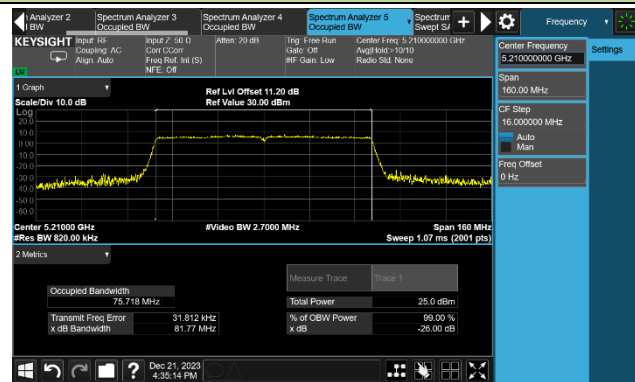 Analyzer 2
BW
Spectrum Analyzer 3
Occupied BW
Spectrum Analyzer 4
Occupied BW
Spectrum Analyzer 5
Occupied BW
Spectrum
Swept SA
Frequency
KEYSIGHT
Input: RF
Coupling: AC
Align: Auto
Input Z: 50 Ω
Corr CCorr
Freq Ref: Int (S)
NFE: Off
Atten: 20 dB
Trig: Free Run
Gate: Off
#IF Gain: Low
Center Freq: 5.210000000 GHz
Avg|Hold:>10/10
Radio Std: None
Center Frequency
5.210000000 GHz
Settings
Span
160.00 MHz
CF Step
16.000000 MHz
Auto
Man
Freq Offset
0 Hz
1 Graph
Scale/Div 10.0 dB
Ref Lvl Offset 11.20 dB
Ref Value 30.00 dBm
Log
20.0
10.0
0.00
-10.0
-20.0
-30.0
-40.0
-50.0
-60.0
Center 5.21000 GHz
#Res BW 820.00 kHz
#Video BW 2.7000 MHz
Span 160 MHz
Sweep 1.07 ms (2001 pts)
2 Metrics
Measure Trace
Trace 1
Occupied Bandwidth
75.718 MHz
Total Power
25.0 dBm
Transmit Freq Error
31.812 kHz
% of OBW Power
99.00 %
x dB Bandwidth
81.77 MHz
x dB
-26.00 dB
?
Dec 21, 2023
4:35:14 PM